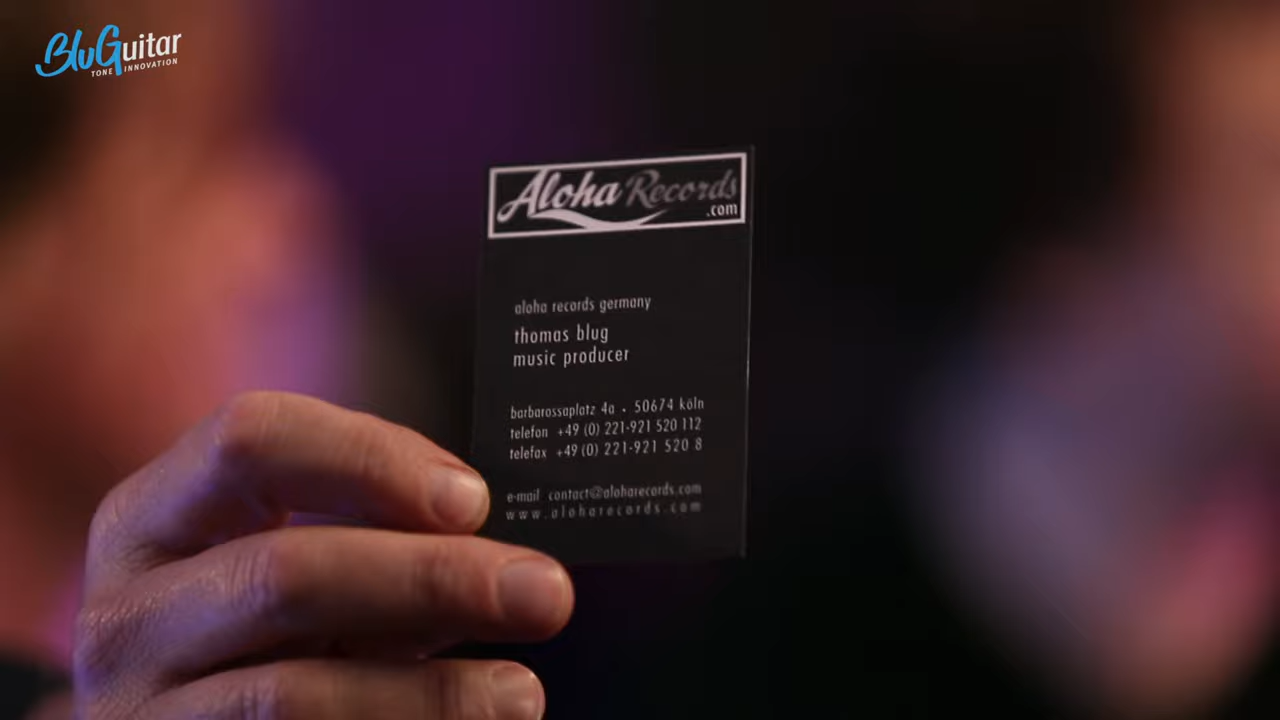 BluGuitar
TONE INNOVATION
Aloha Records
.com
aloha records germany
thomas blug
music producer
barbarossaplatz 4a • 50674 köln
telefon +49 (0) 221-921 520 112
telefax +49 (0) 221-921 520 8
e-mail contact@aloharecords.com
www.aloharecords.com